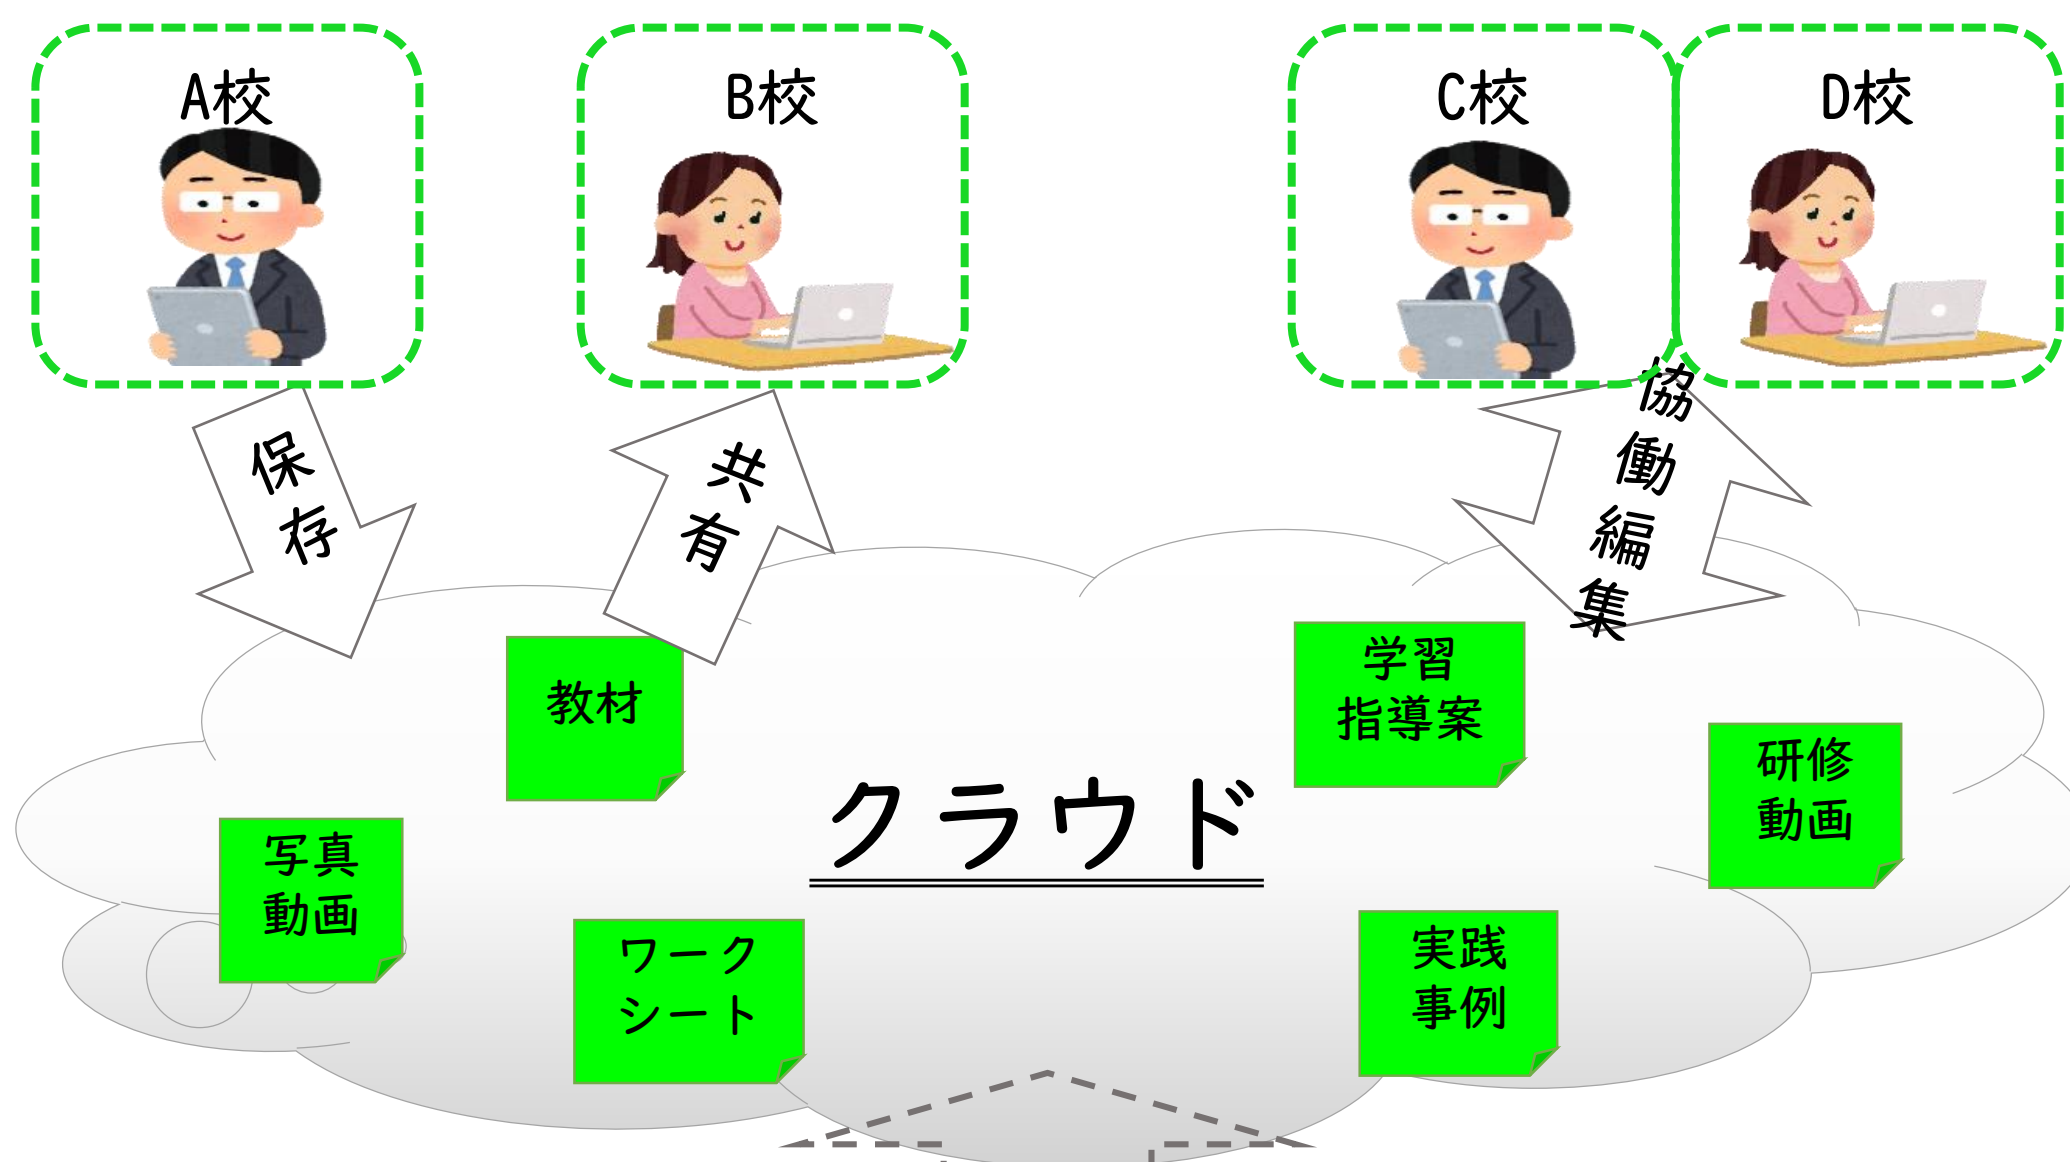 A校
B校
C校
D校
保存
共有
協働編集
教材
学習
指導案
研修
動画
クラウド
写真
動画
ワーク
シート
実践
事例